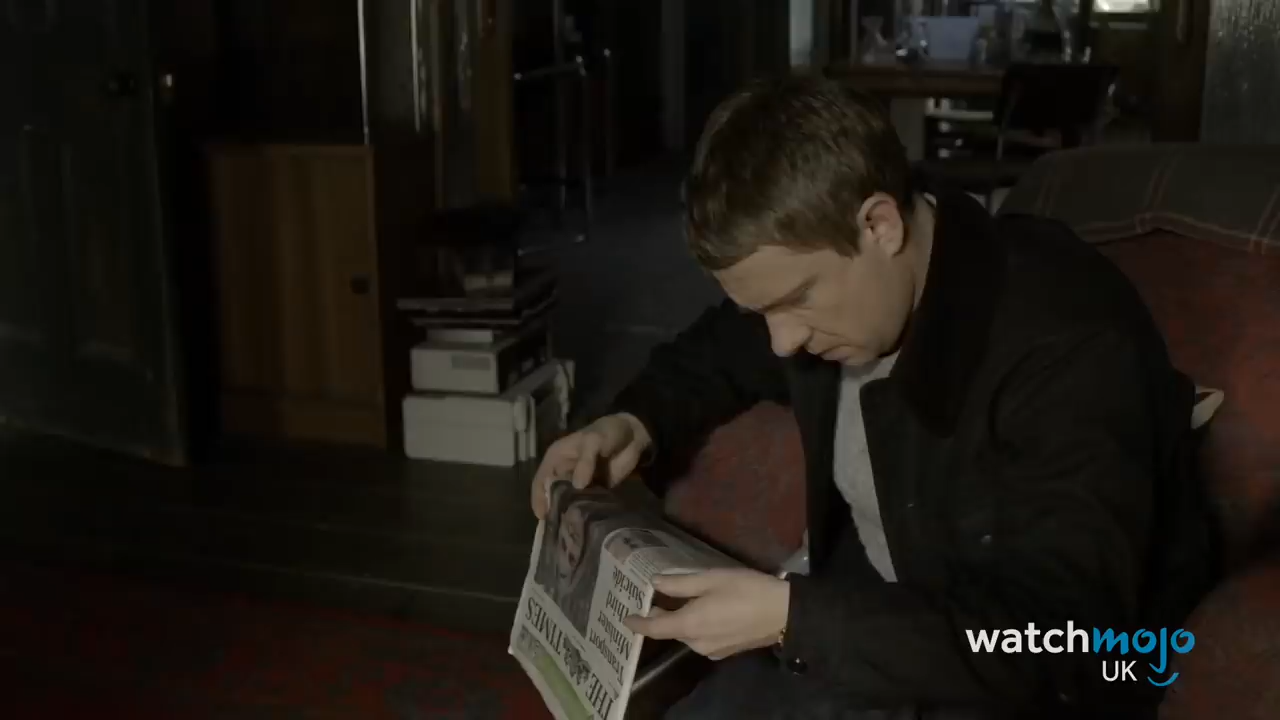 THE TIMES
Transport
Minister
Third
Suicide
watchmojo
UK